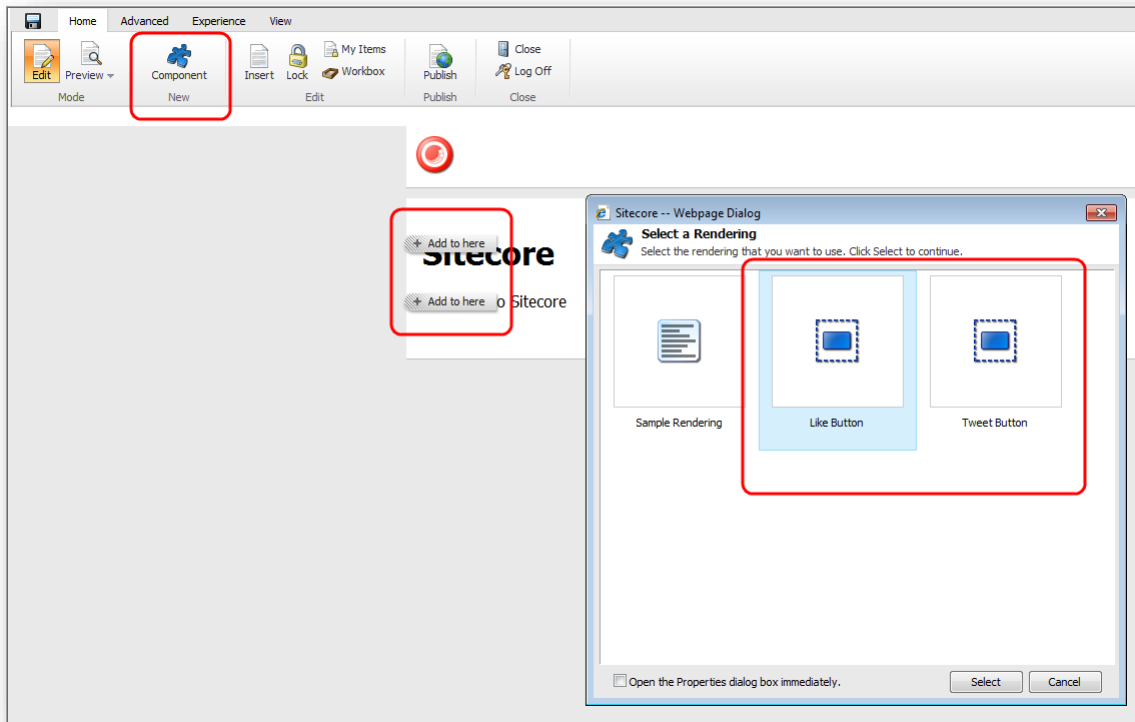 Home Advanced Experience View
Edit Preview Component Insert Lock My Items Workbox Publish Close Log Off
Mode New Edit Publish Close
+ Add to here
Sitecore
+ Add to here o Sitecore
Sitecore -- Webpage Dialog
Select a Rendering
Select the rendering that you want to use. Click Select to continue.
Sample Rendering Like Button Tweet Button
Open the Properties dialog box immediately. Select Cancel